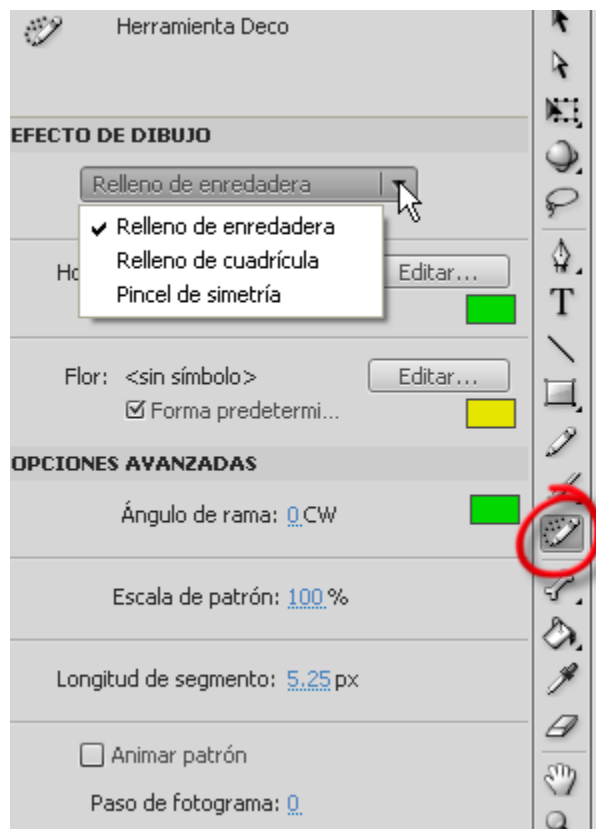 Herramienta Deco
EFECTO DE DIBUJO
Relleno de enredadera
Relleno de enredadera
Relleno de cuadrícula
Pincel de simetría
Ho Editar...
Flor: <sin símbolo> Editar...
Forma predetermi...
OPCIONES AVANZADAS
Ángulo de rama: 0 CW
Escala de patrón: 100 %
Longitud de segmento: 5.25 px
Animar patrón
Paso de fotograma: 0
T